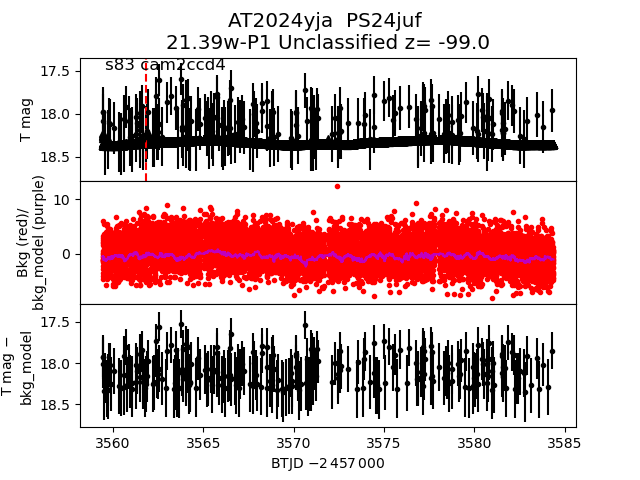 AT2024yja  PS24juf
21.39w-P1 Unclassified z= -99.0
s83 cam2ccd4
17.5
18.0
18.5
T mag
10
0
Bkg (red)/
bkg_model (purple)
17.5
18.0
18.5
T mag −
bkg_model
3560 3565 3570 3575 3580 3585
BTJD −2 457 000